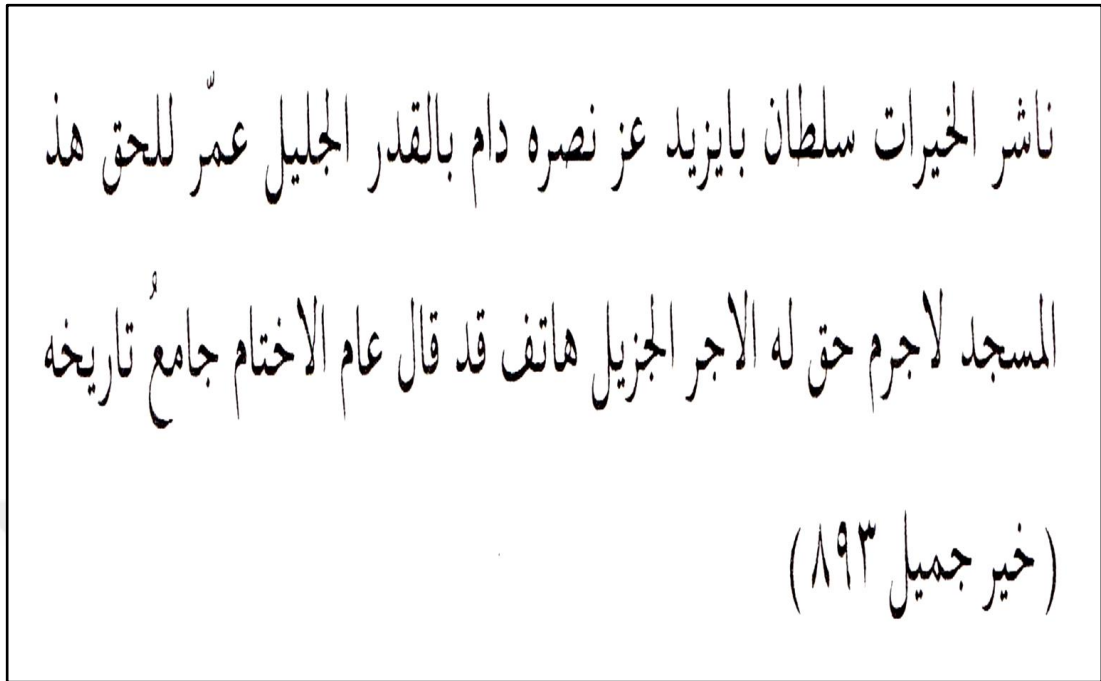 ناشر الخيرات سلطان بايزيد عز نصره دام بالقدر الجليل عمّر للحق هذ
المسجد لاجرم حق له الاجر الجزيل هاتف قد قال عام الاختام جامعُ تاريخه
(خير جميل ٨٩٣)